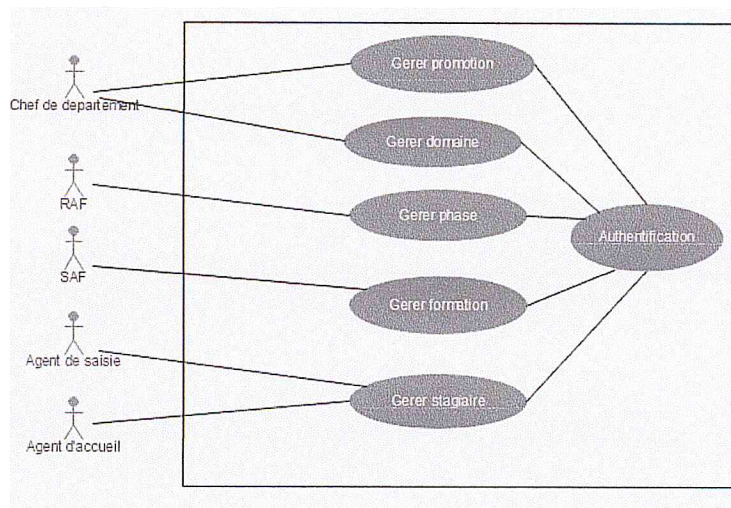 Gerer promotion
Chef de departement
Gerer domaine
RAF
Gerer phase
Authentification
SAF
Gerer formation
Agent de saisie
Gerer stagiaire
Agent d'accueil